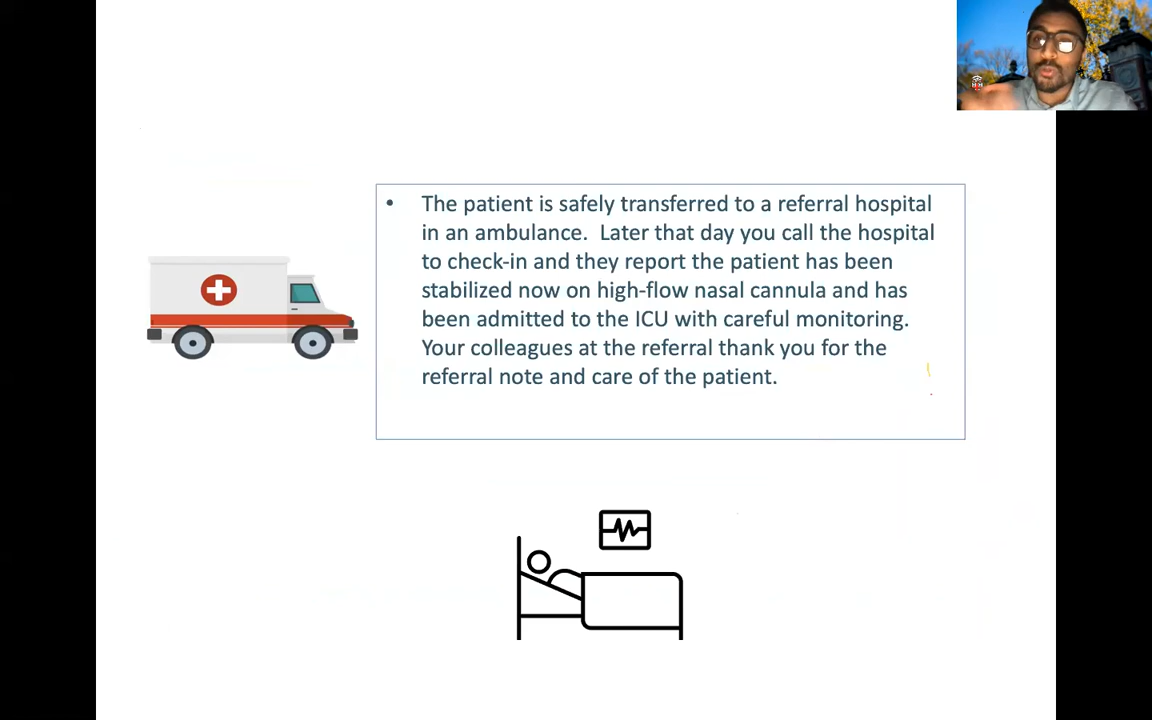 • The patient is safely transferred to a referral hospital
in an ambulance.  Later that day you call the hospital
to check-in and they report the patient has been
stabilized now on high-flow nasal cannula and has
been admitted to the ICU with careful monitoring.
Your colleagues at the referral thank you for the
referral note and care of the patient.